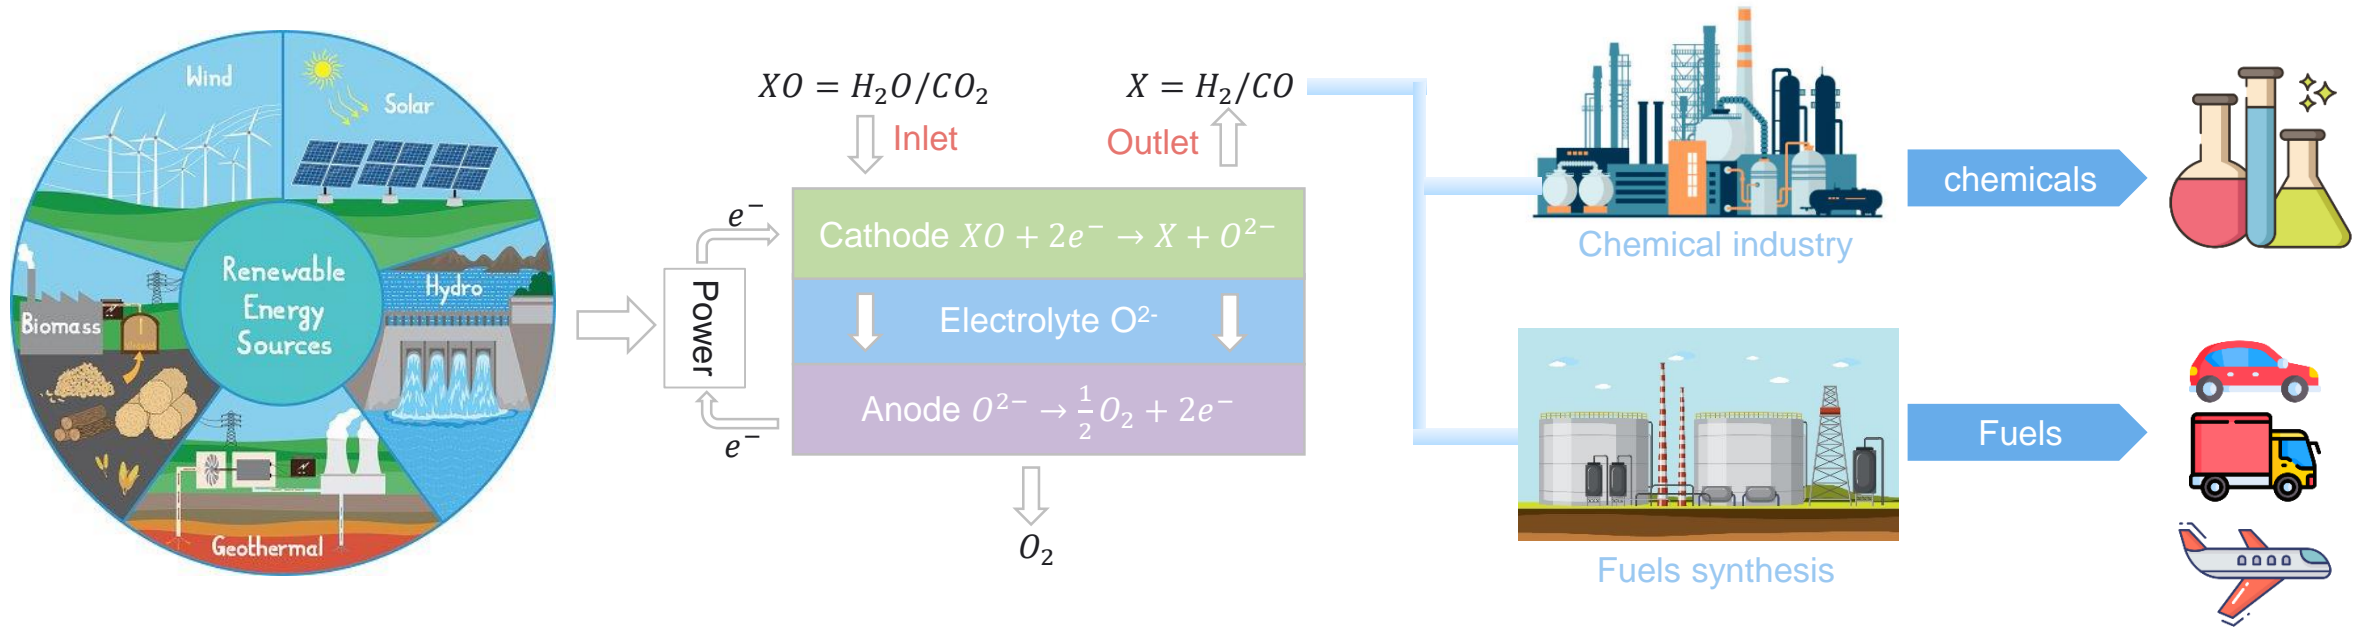 Wind
Solar
Renewable
Energy
Sources
Hydro
Biomass
Geothermal
e⁻
Power
e⁻
XO = H₂O/CO₂
Inlet
X = H₂/CO
Outlet
Cathode XO + 2e⁻ → X + O²⁻
Electrolyte O²⁻
Anode O²⁻ → ½O₂ + 2e⁻
O₂
Chemical industry
chemicals
Fuels synthesis
Fuels